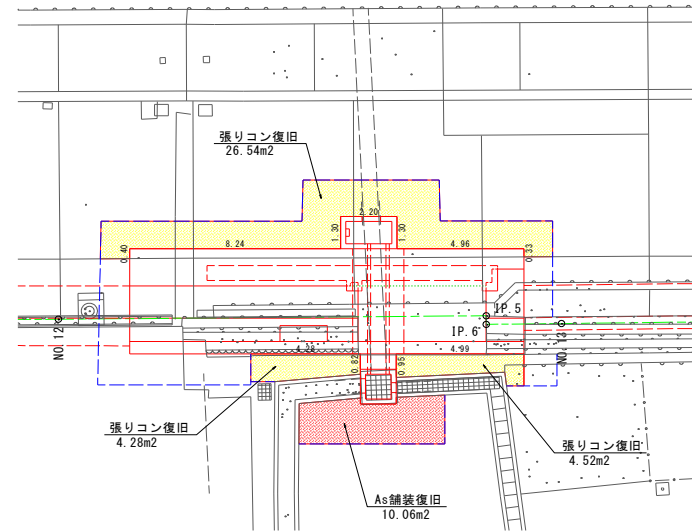 張りコン復旧
26.54m2
2.20
1.30
1.30
8.24
4.96
0.40
0.33
IP.5
IP.6
NO.12
NO.13
4.28
0.82
0.95
4.99
張りコン復旧
4.28m2
張りコン復旧
4.52m2
As舗装復旧
10.06m2